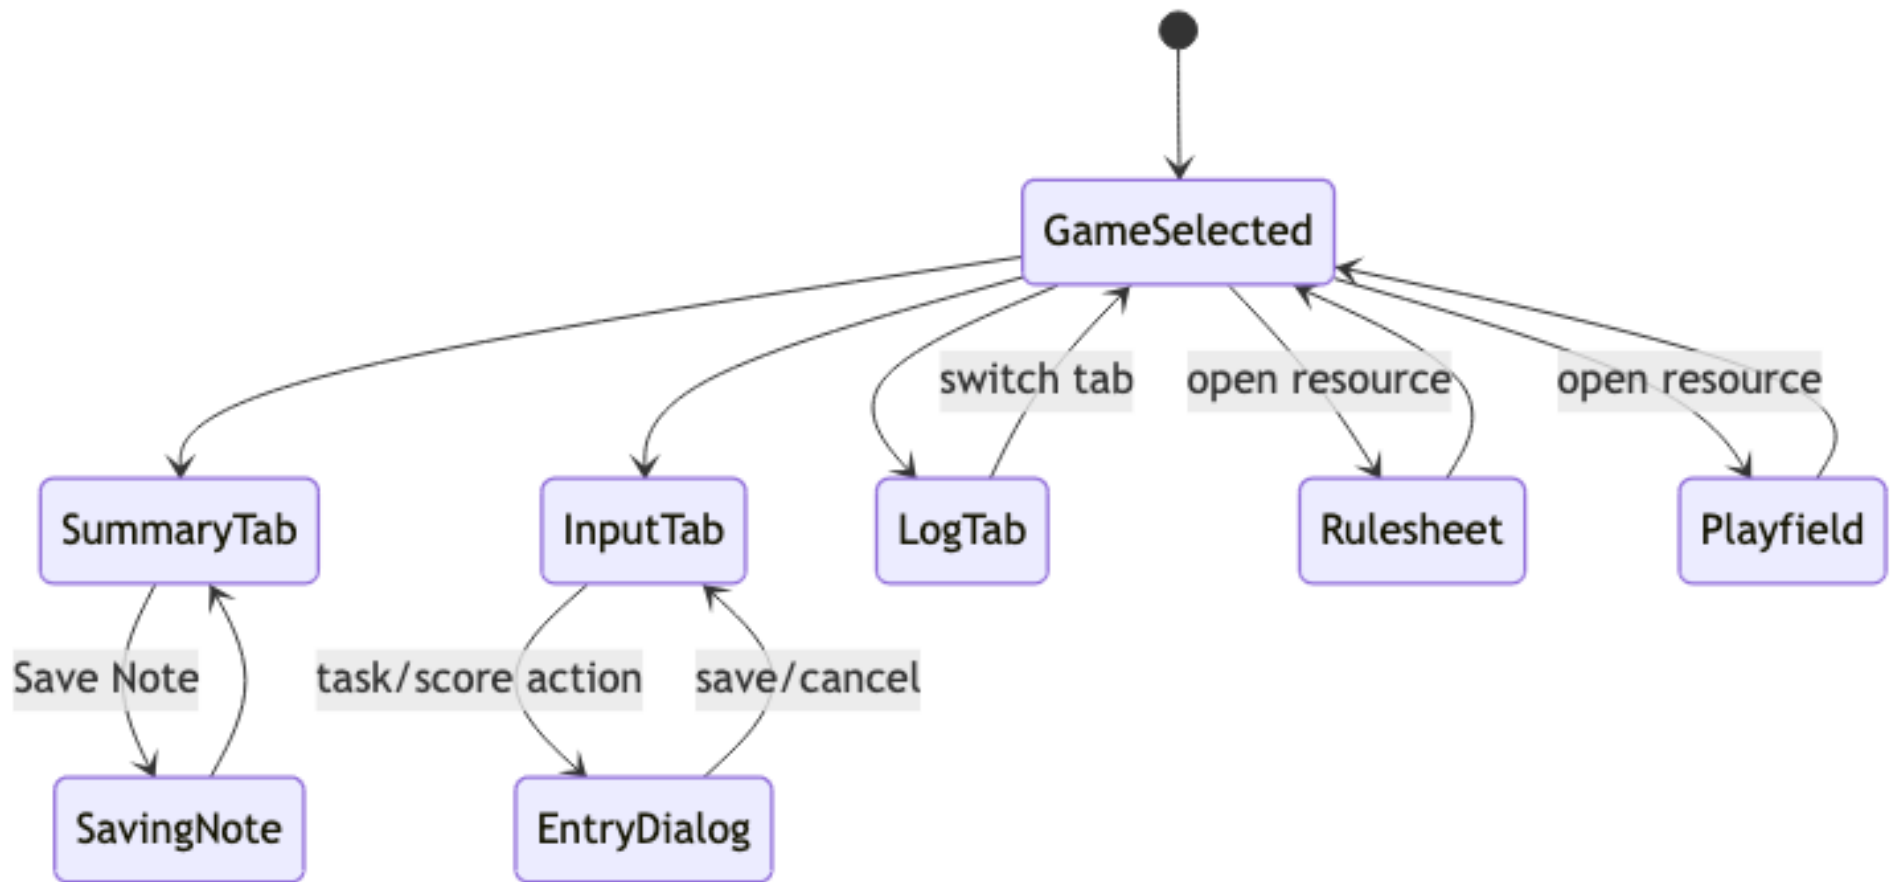 GameSelected
switch tab
open resource
open resource
SummaryTab
InputTab
LogTab
Rulesheet
Playfield
Save Note
task/score action
save/cancel
SavingNote
EntryDialog